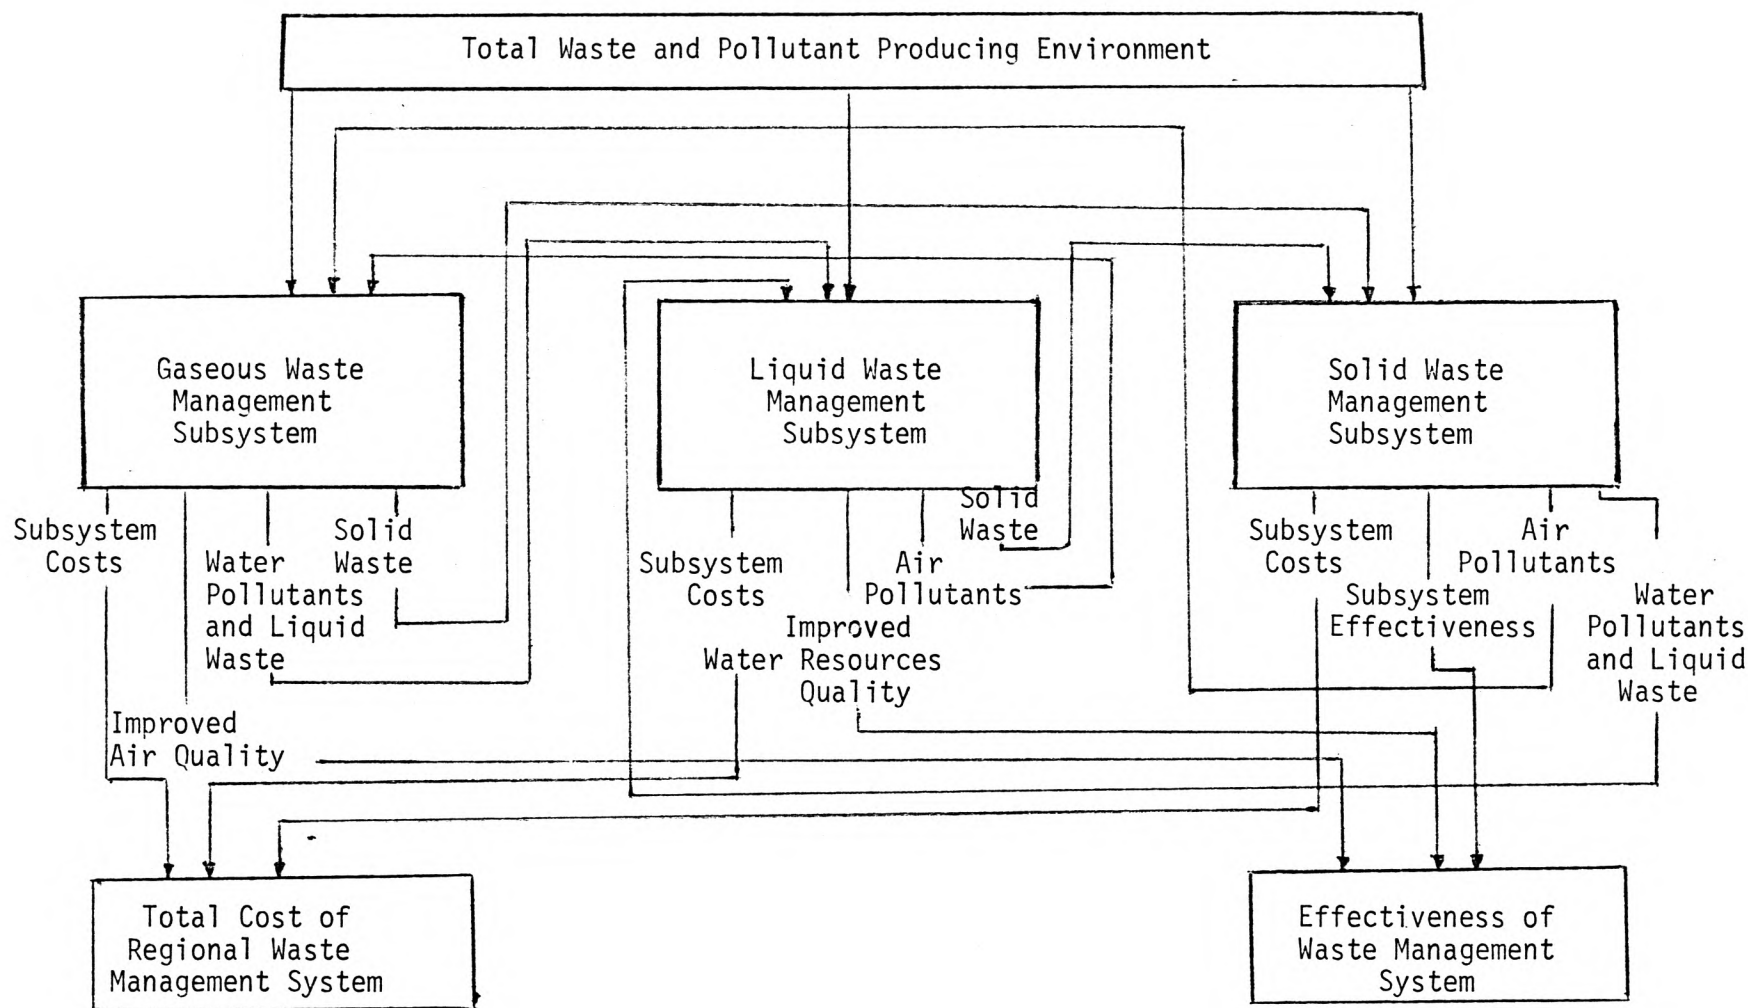 Total Waste and Pollutant Producing Environment
Gaseous Waste
Management
Subsystem
Liquid Waste
Management
Subsystem
Solid Waste
Management
Subsystem
Subsystem
Costs
Water
Pollutants
and Liquid
Waste
Solid
Waste
Improved
Air Quality
Subsystem
Costs
Improved
Water Resources
Quality
Air
Pollutants
Solid
Waste
Subsystem
Costs
Subsystem
Effectiveness
Air
Pollutants
Water
Pollutants
and Liquid
Waste
Total Cost of
Regional Waste
Management System
Effectiveness of
Waste Management
System